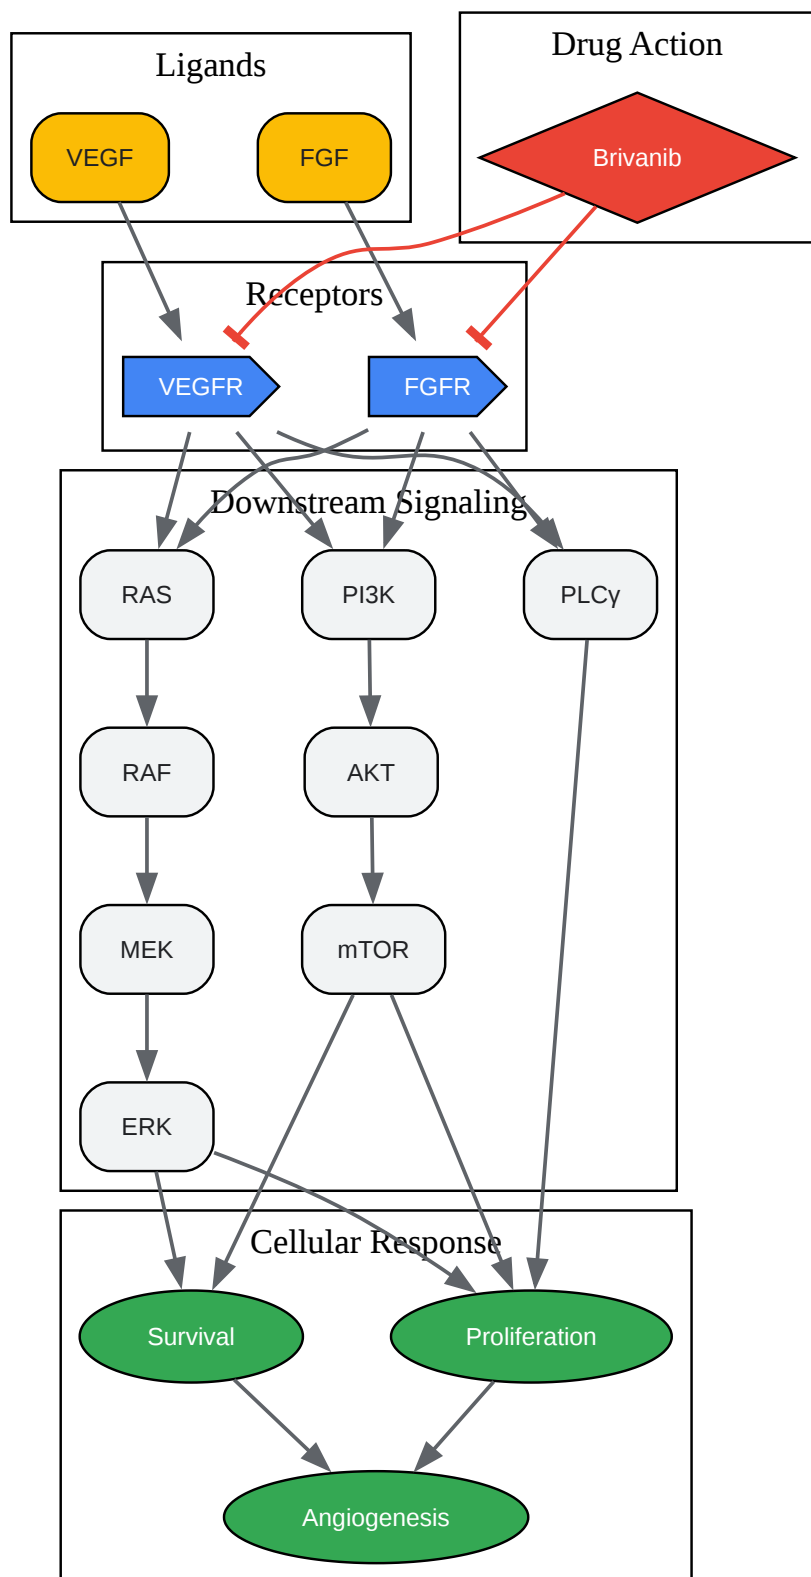 Ligands
VEGF
FGF
Drug Action
Brivanib
Receptors
VEGFR
FGFR
Downstream Signaling
RAS
PI3K
PLCγ
RAF
AKT
MEK
mTOR
ERK
Cellular Response
Survival
Proliferation
Angiogenesis